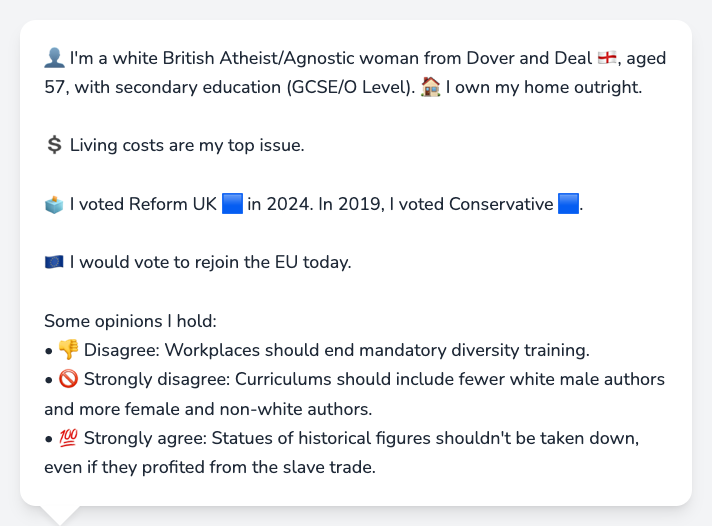 👤 I'm a white British Atheist/Agnostic woman from Dover and Deal 🏴󠁧󠁢󠁥󠁮󠁧󠁿, aged
57, with secondary education (GCSE/O Level). 🏠 I own my home outright.
💲 Living costs are my top issue.
🗳️ I voted Reform UK 🟦 in 2024. In 2019, I voted Conservative 🟦.
🇪🇺 I would vote to rejoin the EU today.
Some opinions I hold:
• 👎 Disagree: Workplaces should end mandatory diversity training.
• 🚫 Strongly disagree: Curriculums should include fewer white male authors
and more female and non-white authors.
• 💯 Strongly agree: Statues of historical figures shouldn't be taken down,
even if they profited from the slave trade.